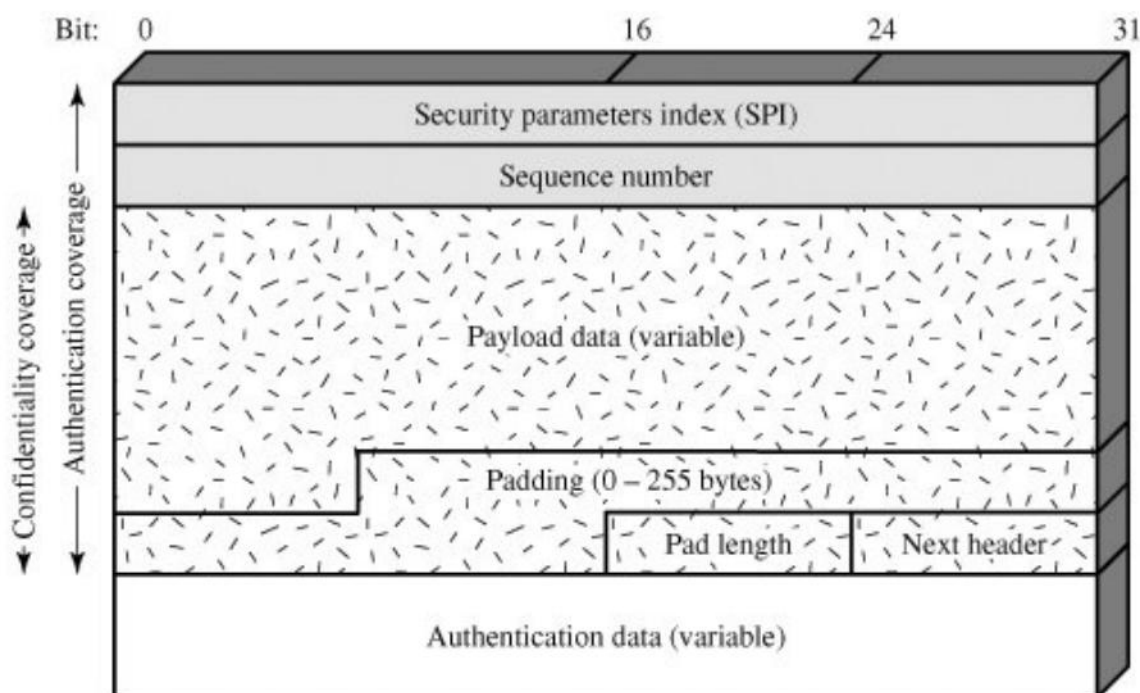 Bit: 0 16 24 31
Security parameters index (SPI)
Sequence number
Confidentiality coverage
Authentication coverage
Payload data (variable)
Padding (0 – 255 bytes)
Pad length Next header
Authentication data (variable)